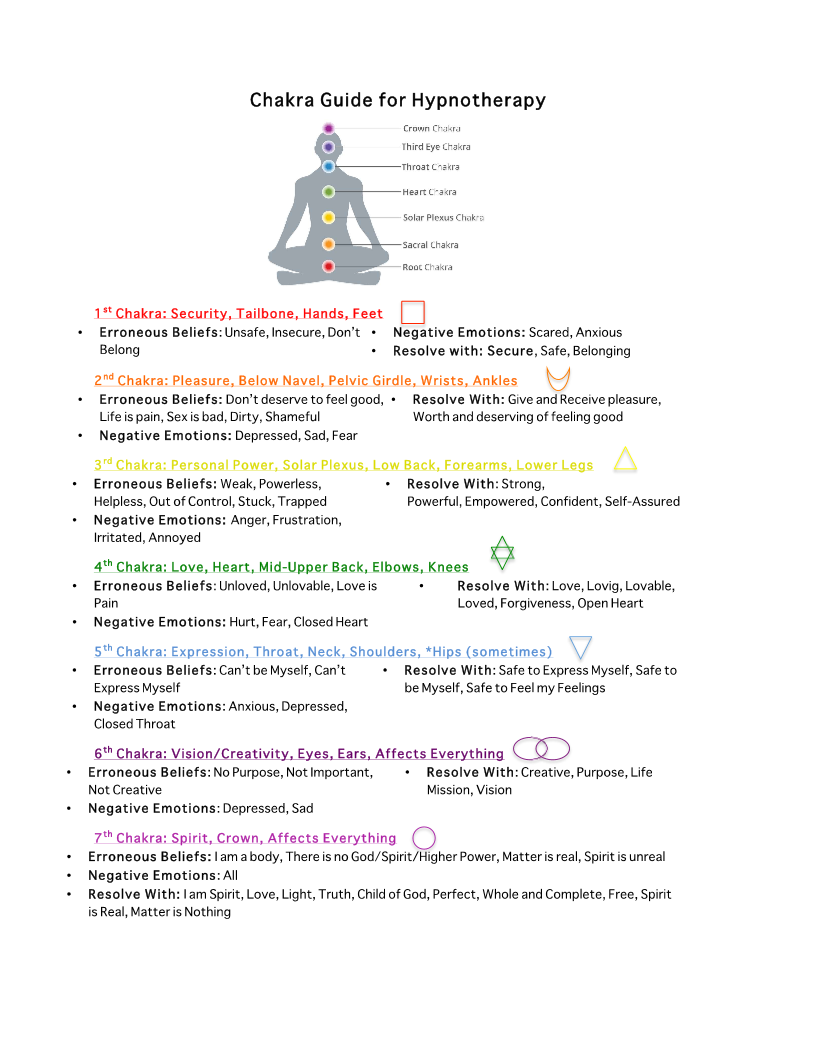 Chakra Guide for Hypnotherapy
Crown Chakra
Third Eye Chakra
Throat Chakra
Heart Chakra
Solar Plexus Chakra
Sacral Chakra
Root Chakra
1st Chakra: Security, Tailbone, Hands, Feet
• Erroneous Beliefs: Unsafe, Insecure, Don't
Belong
• Negative Emotions: Scared, Anxious
• Resolve with: Secure, Safe, Belonging
2nd Chakra: Pleasure, Below Navel, Pelvic Girdle, Wrists, Ankles
• Erroneous Beliefs: Don't deserve to feel good,
Life is pain, Sex is bad, Dirty, Shameful
• Negative Emotions: Depressed, Sad, Fear
• Resolve With: Give and Receive pleasure,
Worth and deserving of feeling good
3rd Chakra: Personal Power, Solar Plexus, Low Back, Forearms, Lower Legs
• Erroneous Beliefs: Weak, Powerless,
Helpless, Out of Control, Stuck, Trapped
• Negative Emotions: Anger, Frustration,
Irritated, Annoyed
• Resolve With: Strong,
Powerful, Empowered, Confident, Self-Assured
4th Chakra: Love, Heart, Mid-Upper Back, Elbows, Knees
• Erroneous Beliefs: Unloved, Unlovable, Love is
Pain
• Negative Emotions: Hurt, Fear, Closed Heart
• Resolve With: Love, Lovig, Lovable,
Loved, Forgiveness, Open Heart
5th Chakra: Expression, Throat, Neck, Shoulders, *Hips (sometimes)
• Erroneous Beliefs: Can't be Myself, Can't
Express Myself
• Negative Emotions: Anxious, Depressed,
Closed Throat
• Resolve With: Safe to Express Myself, Safe to
be Myself, Safe to Feel my Feelings
6th Chakra: Vision/Creativity, Eyes, Ears, Affects Everything
• Erroneous Beliefs: No Purpose, Not Important,
Not Creative
• Negative Emotions: Depressed, Sad
• Resolve With: Creative, Purpose, Life
Mission, Vision
7th Chakra: Spirit, Crown, Affects Everything
• Erroneous Beliefs: I am a body, There is no God/Spirit/Higher Power, Matter is real, Spirit is unreal
• Negative Emotions: All
• Resolve With: I am Spirit, Love, Light, Truth, Child of God, Perfect, Whole and Complete, Free, Spirit
is Real, Matter is Nothing